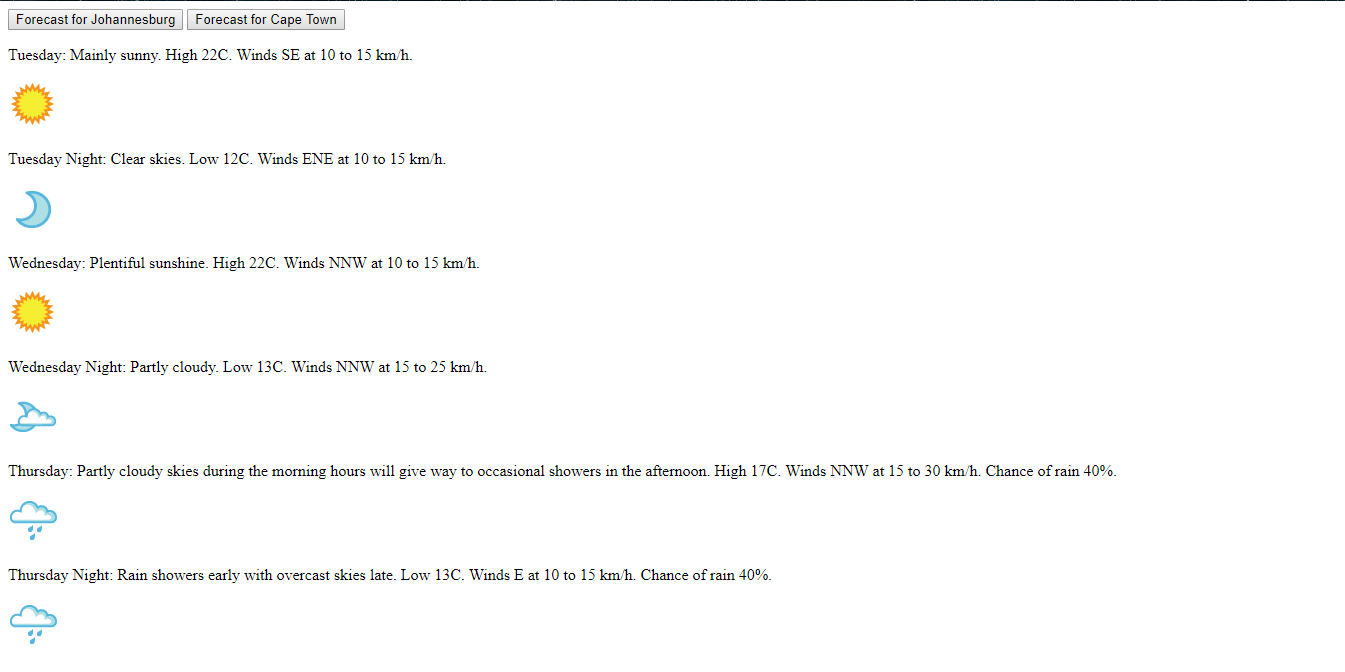 Forecast for Johannesburg Forecast for Cape Town
Tuesday: Mainly sunny. High 22C. Winds SE at 10 to 15 km/h.
Tuesday Night: Clear skies. Low 12C. Winds ENE at 10 to 15 km/h.
Wednesday: Plentiful sunshine. High 22C. Winds NNW at 10 to 15 km/h.
Wednesday Night: Partly cloudy. Low 13C. Winds NNW at 15 to 25 km/h.
Thursday: Partly cloudy skies during the morning hours will give way to occasional showers in the afternoon. High 17C. Winds NNW at 15 to 30 km/h. Chance of rain 40%.
Thursday Night: Rain showers early with overcast skies late. Low 13C. Winds E at 10 to 15 km/h. Chance of rain 40%.